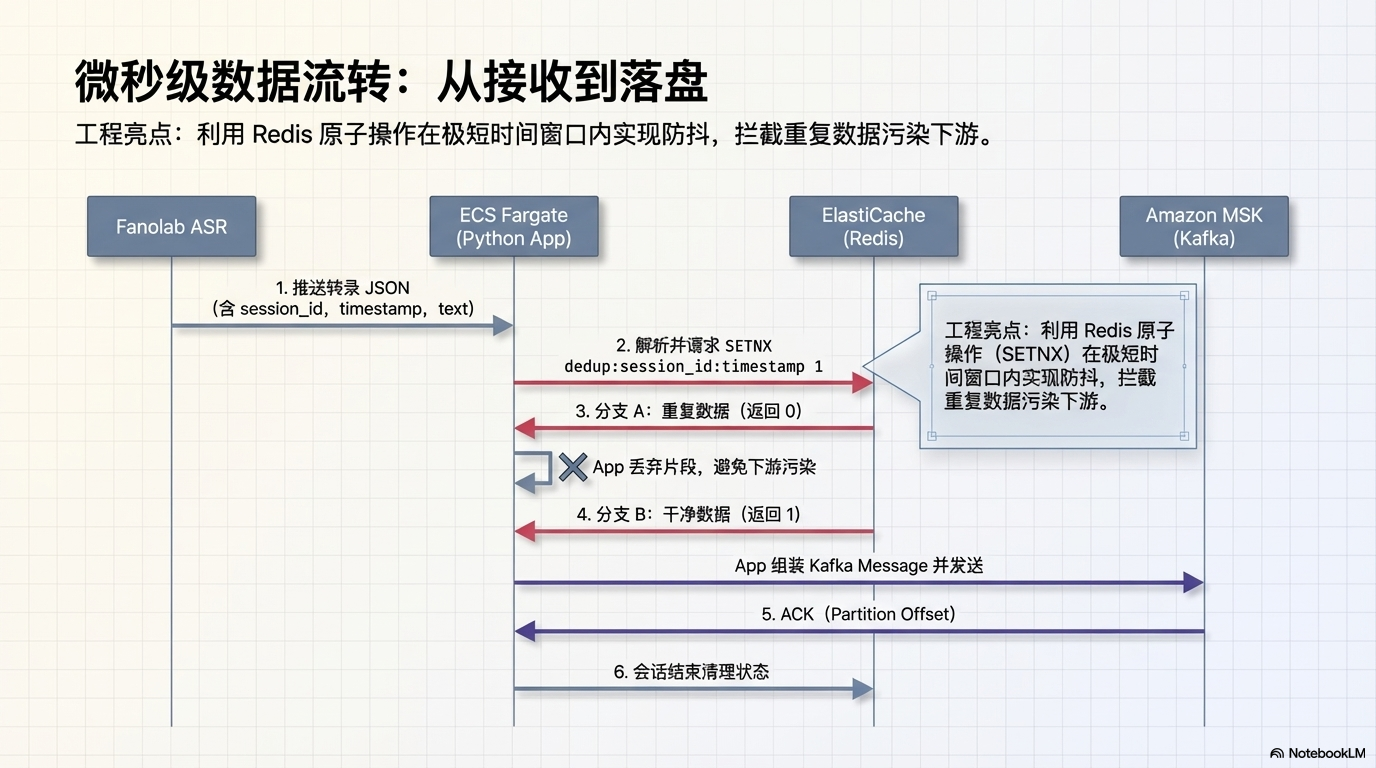 微秒级数据流转：从接收到落盘
工程亮点：利用 Redis 原子操作在极短时间窗口内实现防抖，拦截重复数据污染下游。
Fanolab ASR
ECS Fargate
(Python App)
ElastiCache
(Redis)
Amazon MSK
(Kafka)
1. 推送转录 JSON
（含 session_id，timestamp，text）
2. 解析并请求 SETNX
dedup:session_id:timestamp 1
工程亮点：利用 Redis 原子
操作（SETNX）在极短时
间窗口内实现防抖，拦截
重复数据污染下游。
3. 分支 A：重复数据（返回 0）
App 丢弃片段，避免下游污染
4. 分支 B：干净数据（返回 1）
App 组装 Kafka Message 并发送
5. ACK（Partition Offset）
6. 会话结束清理状态
NotebookLM